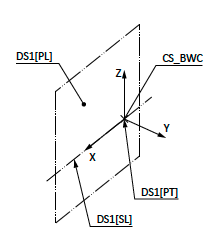 DS1[PL]
CS_BWC
Z
Y
X
DS1[PT]
DS1[SL]